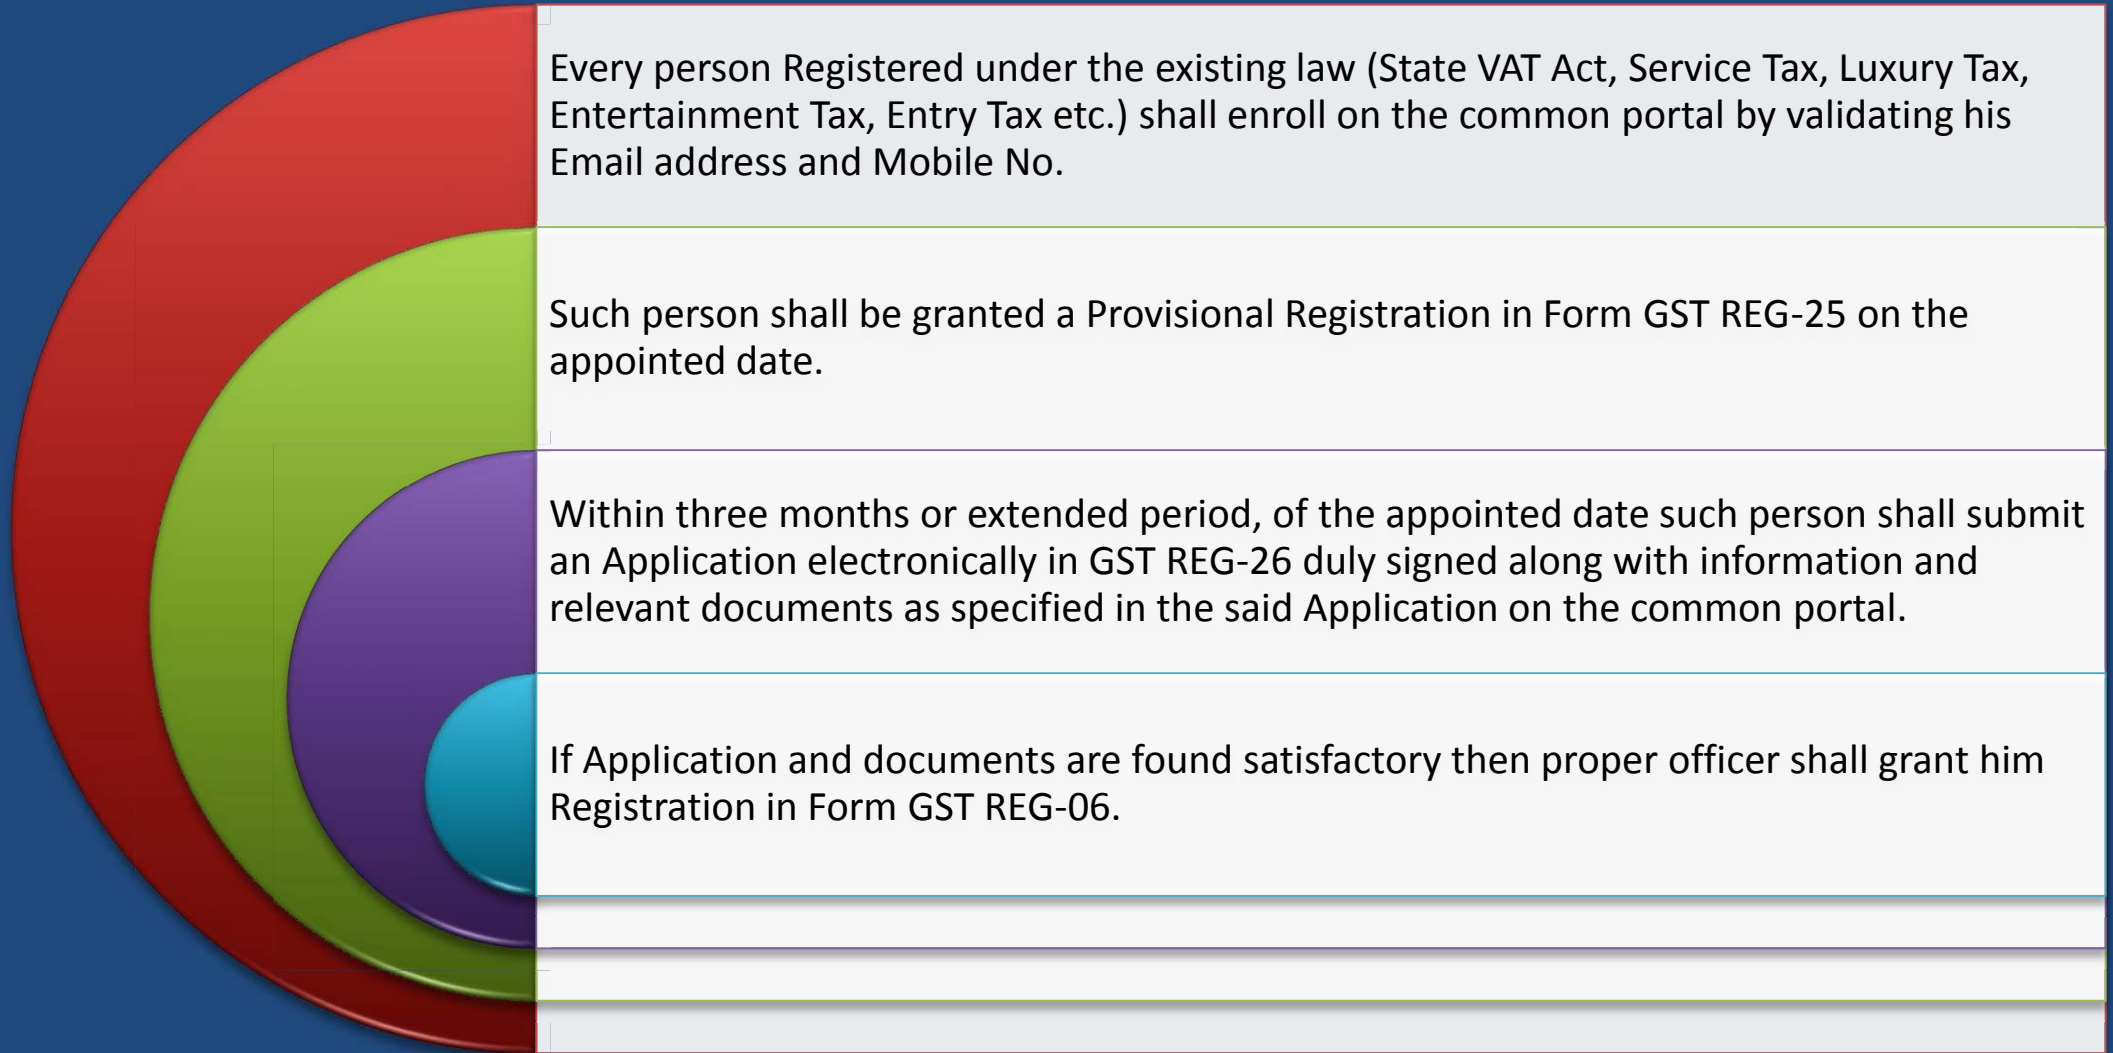 Every person Registered under the existing law (State VAT Act, Service Tax, Luxury Tax,
Entertainment Tax, Entry Tax etc.) shall enroll on the common portal by validating his
Email address and Mobile No.
Such person shall be granted a Provisional Registration in Form GST REG-25 on the
appointed date.
Within three months or extended period, of the appointed date such person shall submit
an Application electronically in GST REG-26 duly signed along with information and
relevant documents as specified in the said Application on the common portal.
If Application and documents are found satisfactory then proper officer shall grant him
Registration in Form GST REG-06.